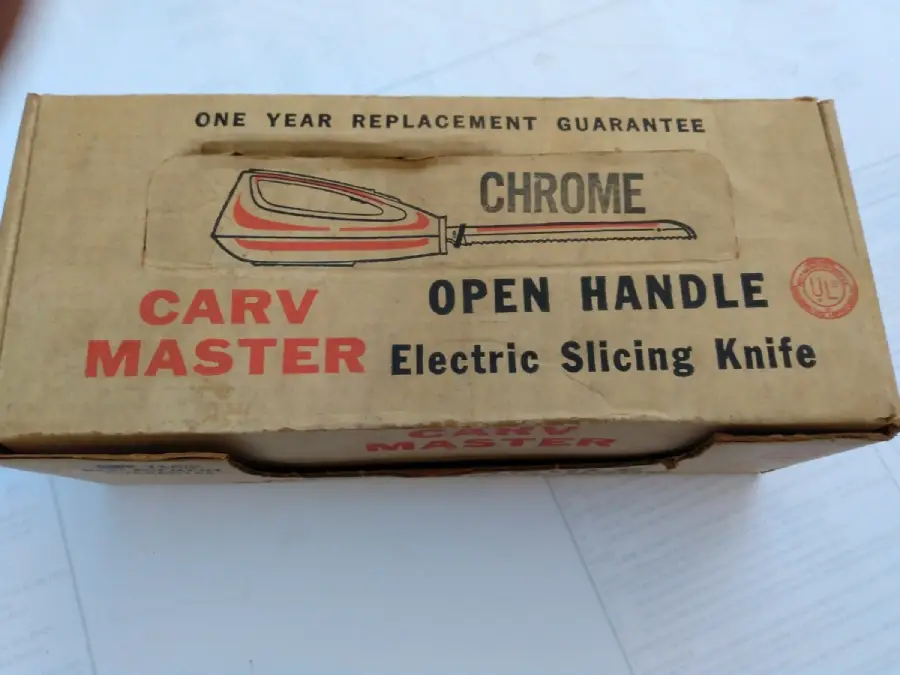 ONE YEAR REPLACEMENT GUARANTEE
CHROME
CARV
MASTER
OPEN HANDLE
Electric Slicing Knife
UL
CARV
MASTER